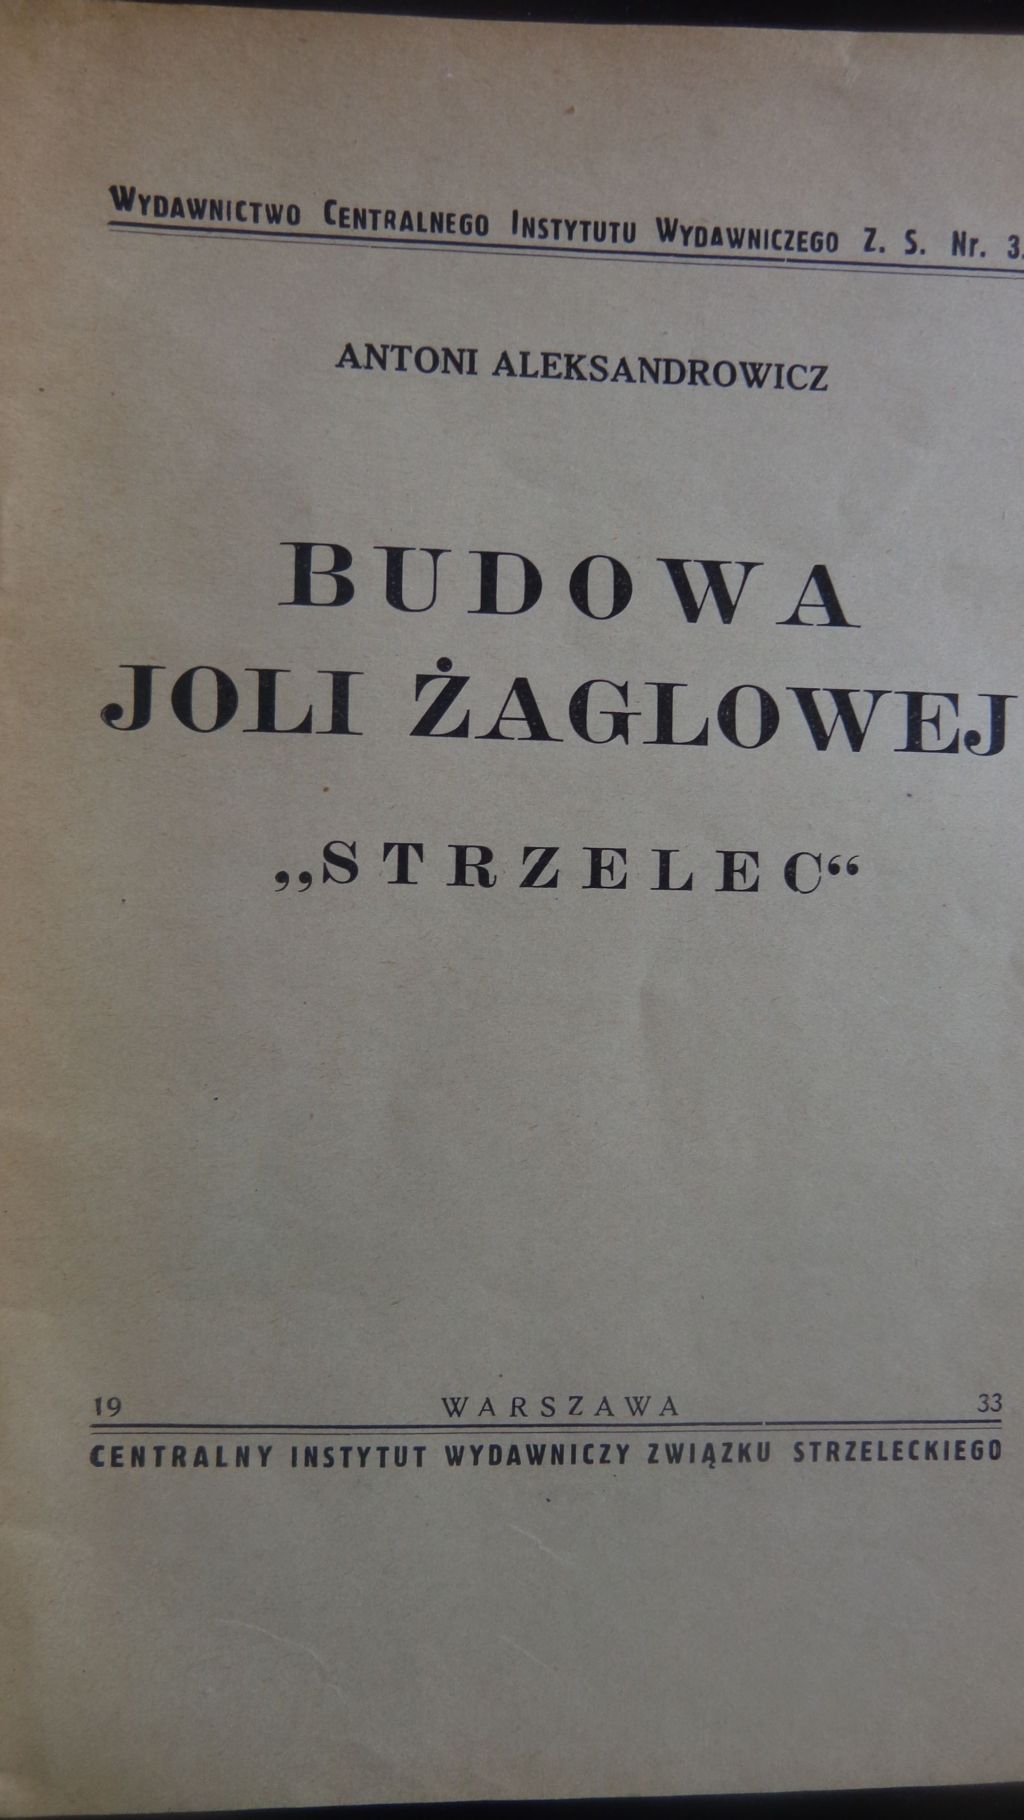 Wydawnictwo Centralnego Instytutu Wydawniczego Z. S. Nr. 3.
ANTONI ALEKSANDROWICZ
BUDOWA
JOLI ŻAGLOWEJ
„STRZELEC“
19 WARSZAWA 33
CENTRALNY INSTYTUT WYDAWNICZY ZWIĄZKU STRZELECKIEGO